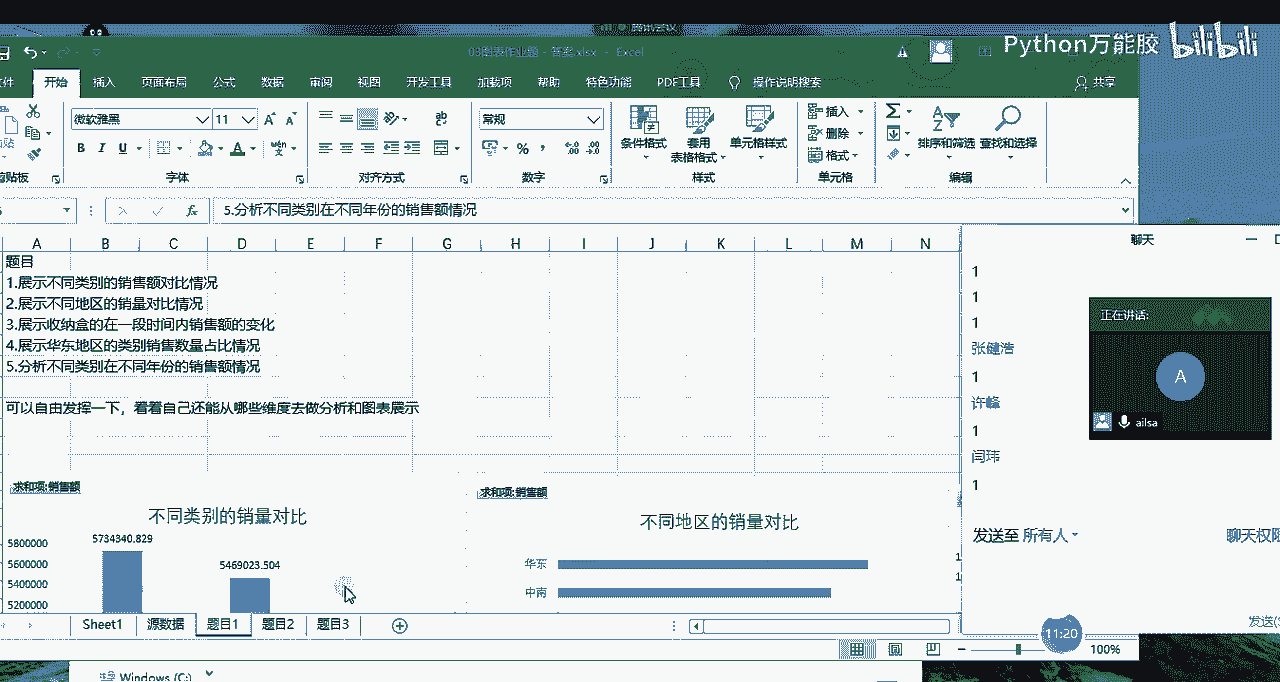 腾讯会议
03图表作业题 - 答案.xlsx - Excel
Python万能胶 bilibili
件 开始 插入 页面布局 公式 数据 审阅 视图 开发工具 加载项 帮助 特色功能 PDF工具 操作说明搜索 共享
微软雅黑 11 常规 插入
条件格式 套用 单元格样式 删除 排序和筛选 查找和选择
表格格式 格式
B I U
剪贴板 字体 对齐方式 数字 样式 单元格 编辑
fx 5.分析不同类别在不同年份的销售额情况
A B C D E F G H I J K L M N
题目
1.展示不同类别的销售额对比情况
2.展示不同地区的销量对比情况
3.展示收纳盒的在一段时间内销售额的变化
4.展示华东地区的类别销售数量占比情况
5.分析不同类别在不同年份的销售额情况
可以自由发挥一下，看看自己还能从哪些维度去做分析和图表展示
求和项:销售额
不同类别的销量对比
5734340.829
5469023.504
5800000
5600000
5400000
5200000
求和项:销售额
不同地区的销量对比
华东
中南
Sheet1 源数据 题目1 题目2 题目3
100%
11:20
Windows (C:)
聊天
1
1
1
张健浩
1
许峰
1
闫玮
1
发送至 所有人
聊天权限
发送(S
正在讲话:
A
ailsa